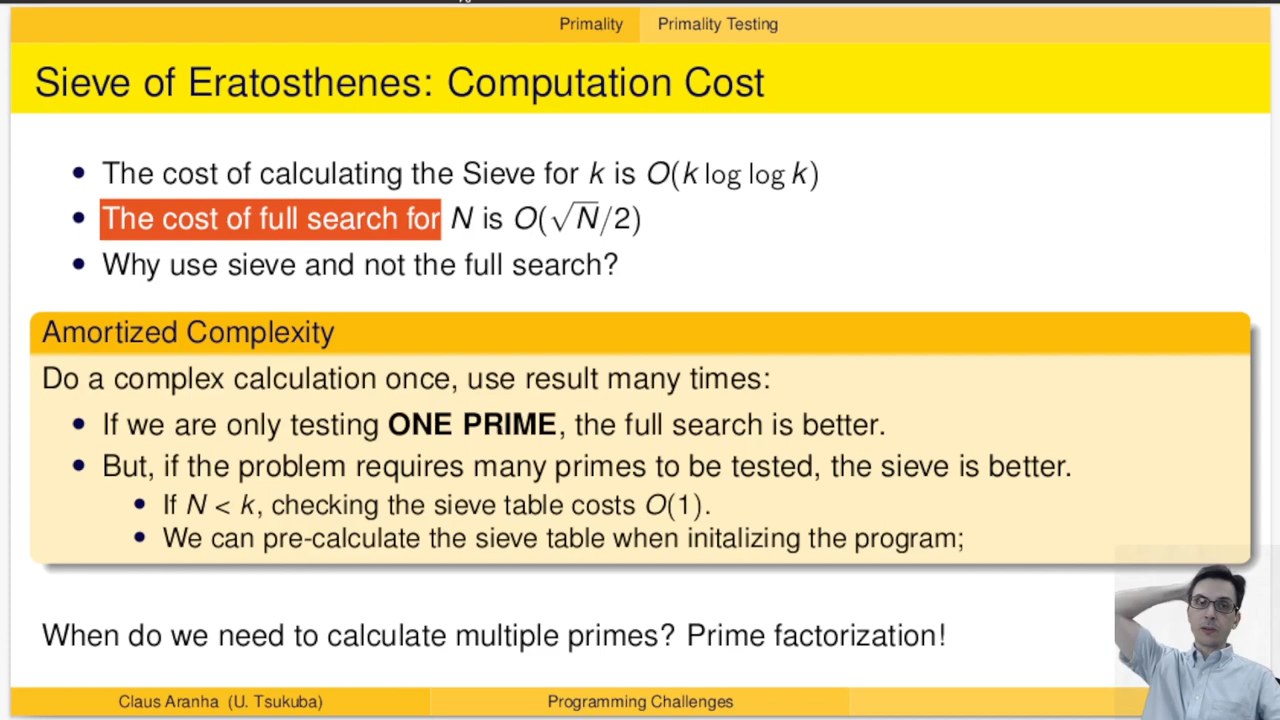 Primality Primality Testing
Sieve of Eratosthenes: Computation Cost
• The cost of calculating the Sieve for k is O(k log log k)
• The cost of full search for N is O(√N/2)
• Why use sieve and not the full search?
Amortized Complexity
Do a complex calculation once, use result many times:
• If we are only testing ONE PRIME, the full search is better.
• But, if the problem requires many primes to be tested, the sieve is better.
• If N < k, checking the sieve table costs O(1).
• We can pre-calculate the sieve table when initalizing the program;
When do we need to calculate multiple primes? Prime factorization!
Claus Aranha (U. Tsukuba) Programming Challenges